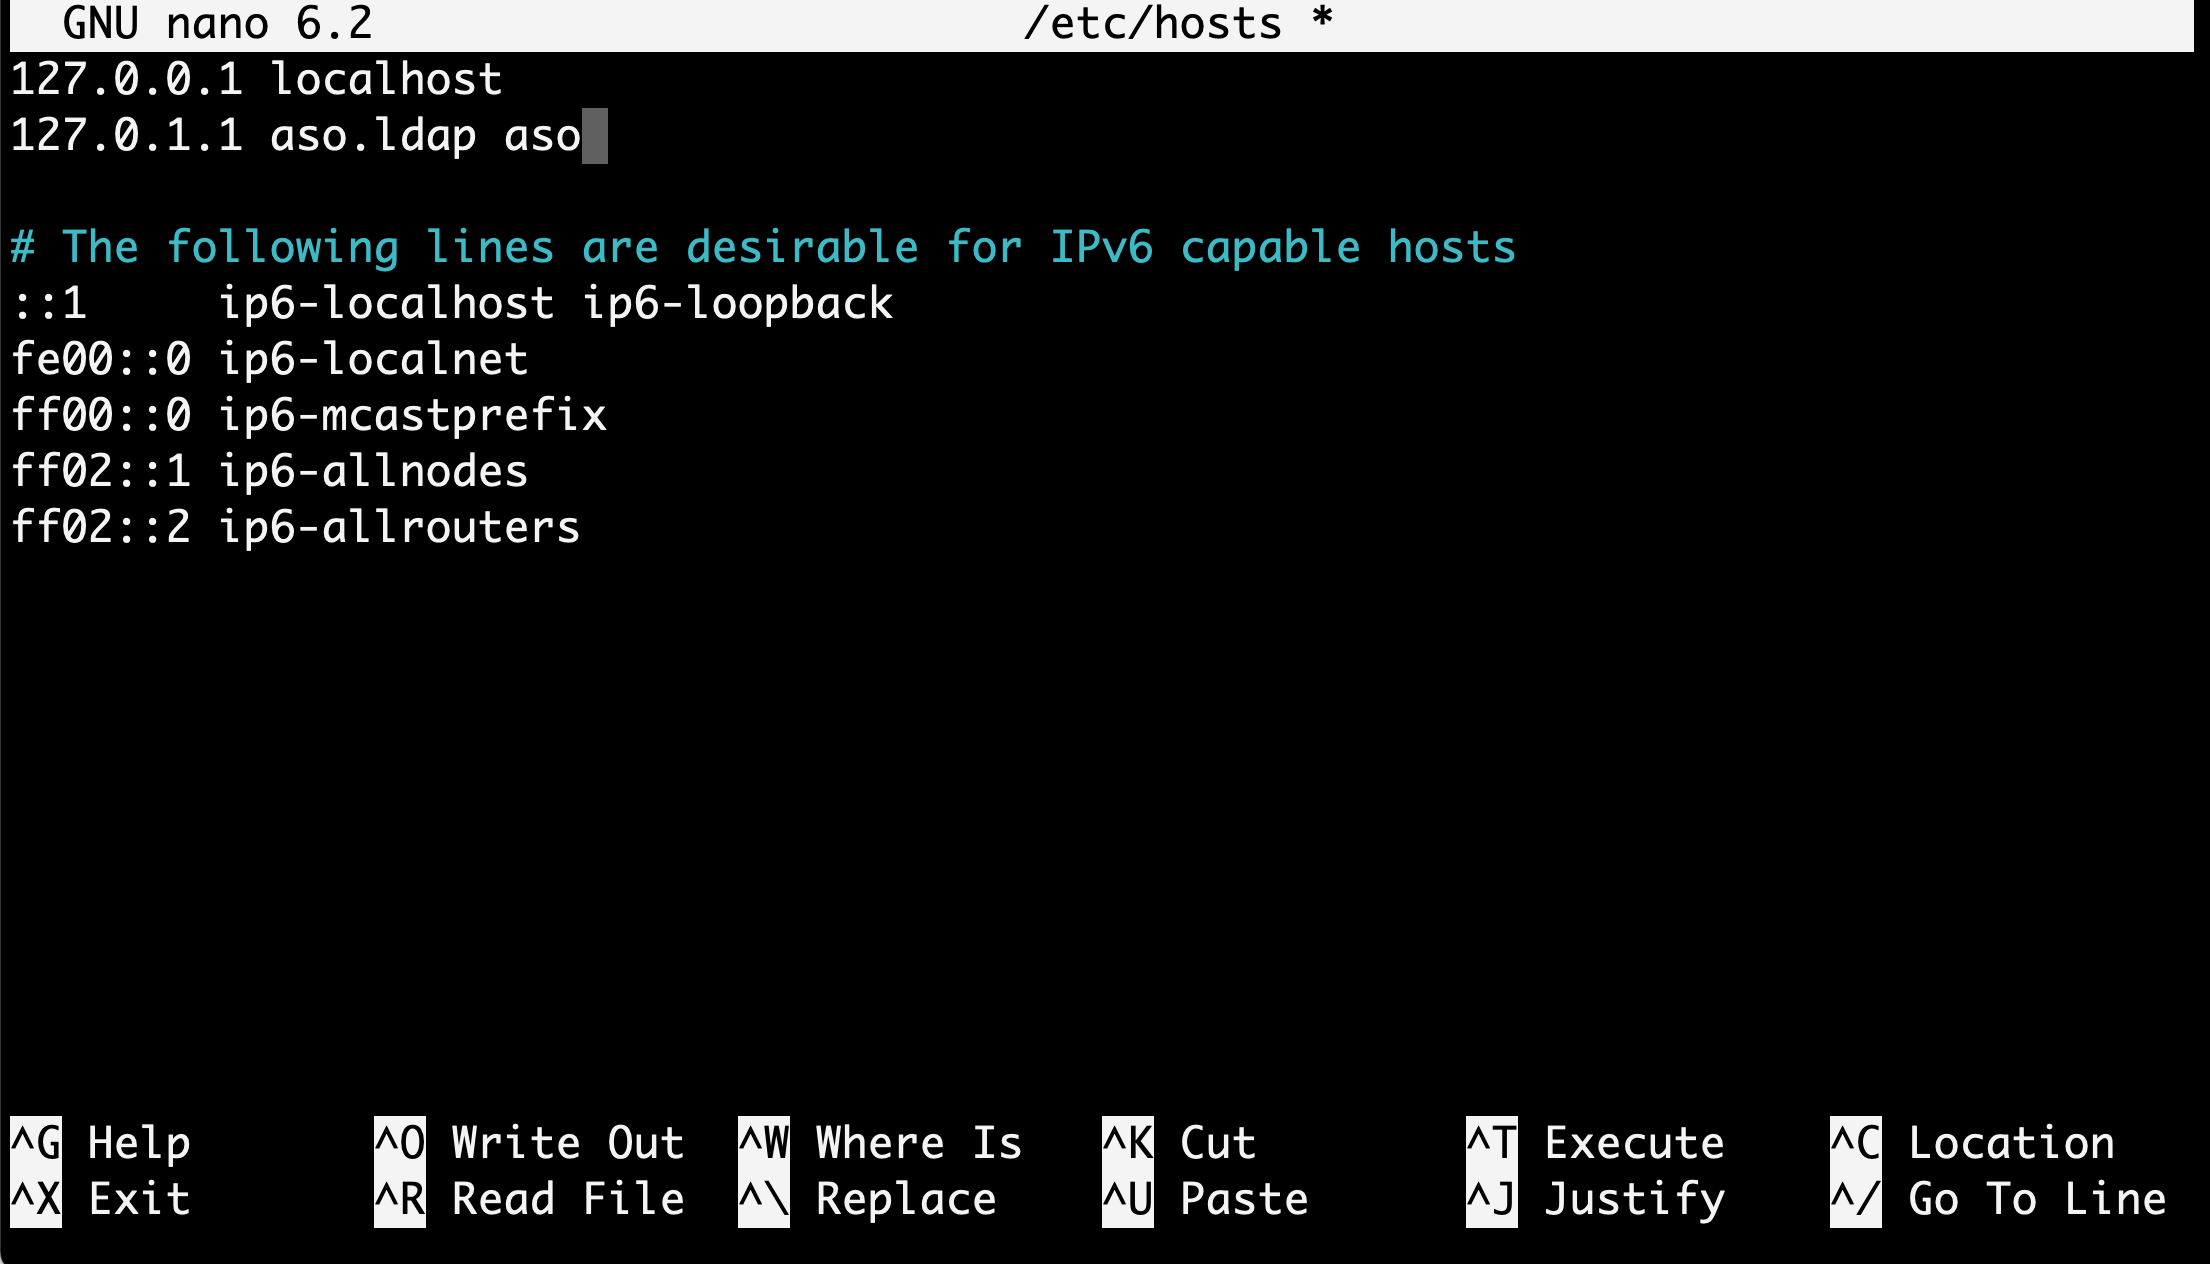 GNU nano 6.2 /etc/hosts *
127.0.0.1 localhost
127.0.1.1 aso.ldap aso
# The following lines are desirable for IPv6 capable hosts
::1     ip6-localhost ip6-loopback
fe00::0 ip6-localnet
ff00::0 ip6-mcastprefix
ff02::1 ip6-allnodes
ff02::2 ip6-allrouters
^G Help ^O Write Out ^W Where Is ^K Cut ^T Execute ^C Location
^X Exit ^R Read File ^\ Replace ^U Paste ^J Justify ^/ Go To Line